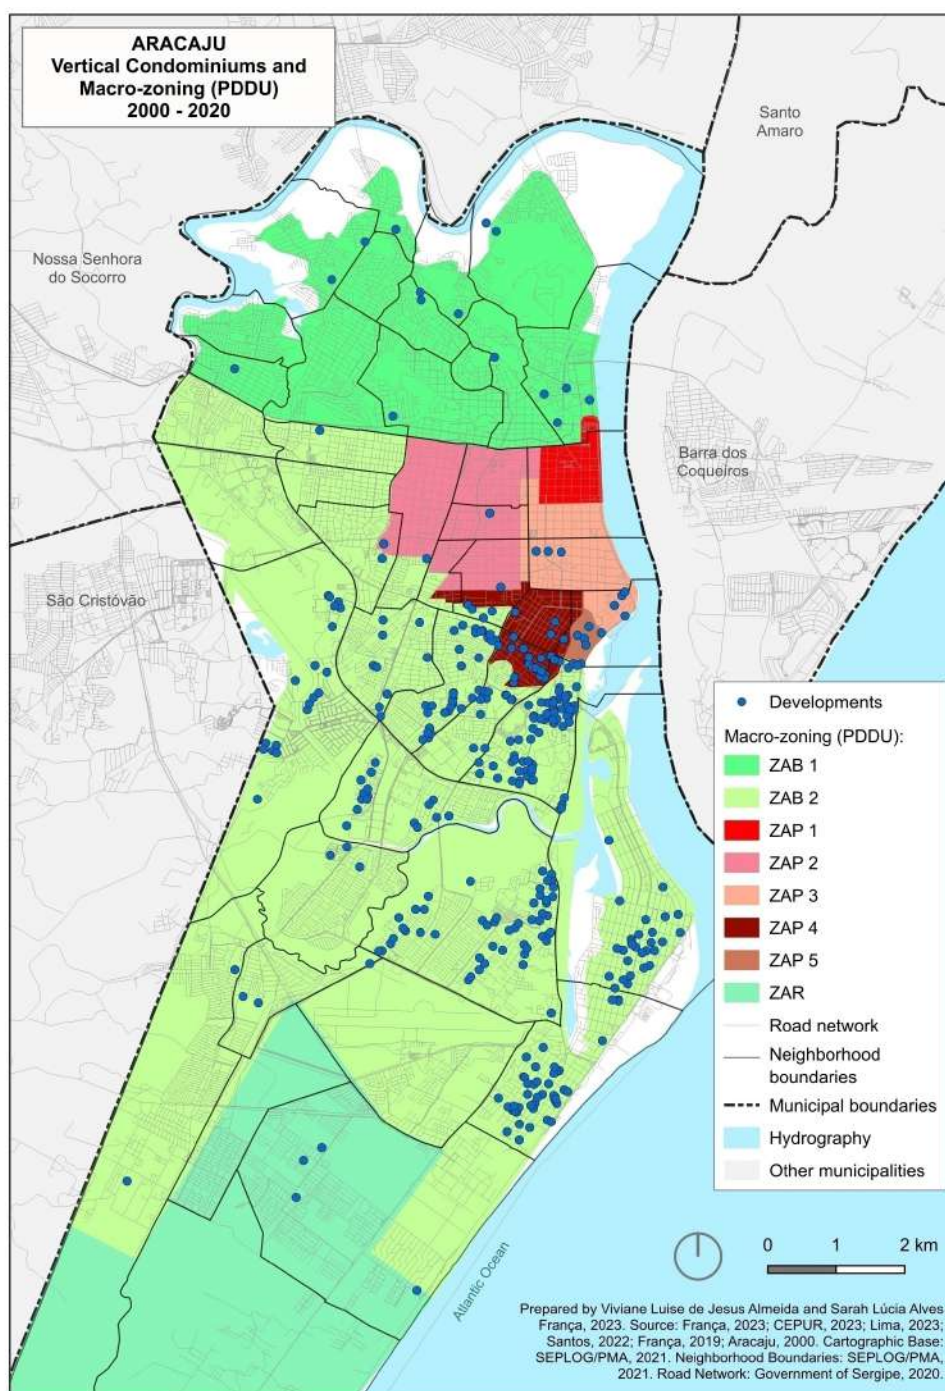 ARACAJU
Vertical Condominiums and
Macro-zoning (PDDU)
2000 - 2020
Santo
Amaro
Nossa Senhora
do Socorro
Barra dos
Coqueiros
São Cristóvão
Developments
Macro-zoning (PDDU):
ZAB 1
ZAB 2
ZAP 1
ZAP 2
ZAP 3
ZAP 4
ZAP 5
ZAR
Road network
Neighborhood
boundaries
Municipal boundaries
Hydrography
Other municipalities
Atlantic Ocean
0 1 2 km
Prepared by Viviane Luise de Jesus Almeida and Sarah Lúcia Alves
França, 2023. Source: França, 2023; CEPUR, 2023; Lima, 2023;
Santos, 2022; França, 2019; Aracaju, 2000. Cartographic Base:
SEPLOG/PMA, 2021. Neighborhood Boundaries: SEPLOG/PMA,
2021. Road Network: Government of Sergipe, 2020.